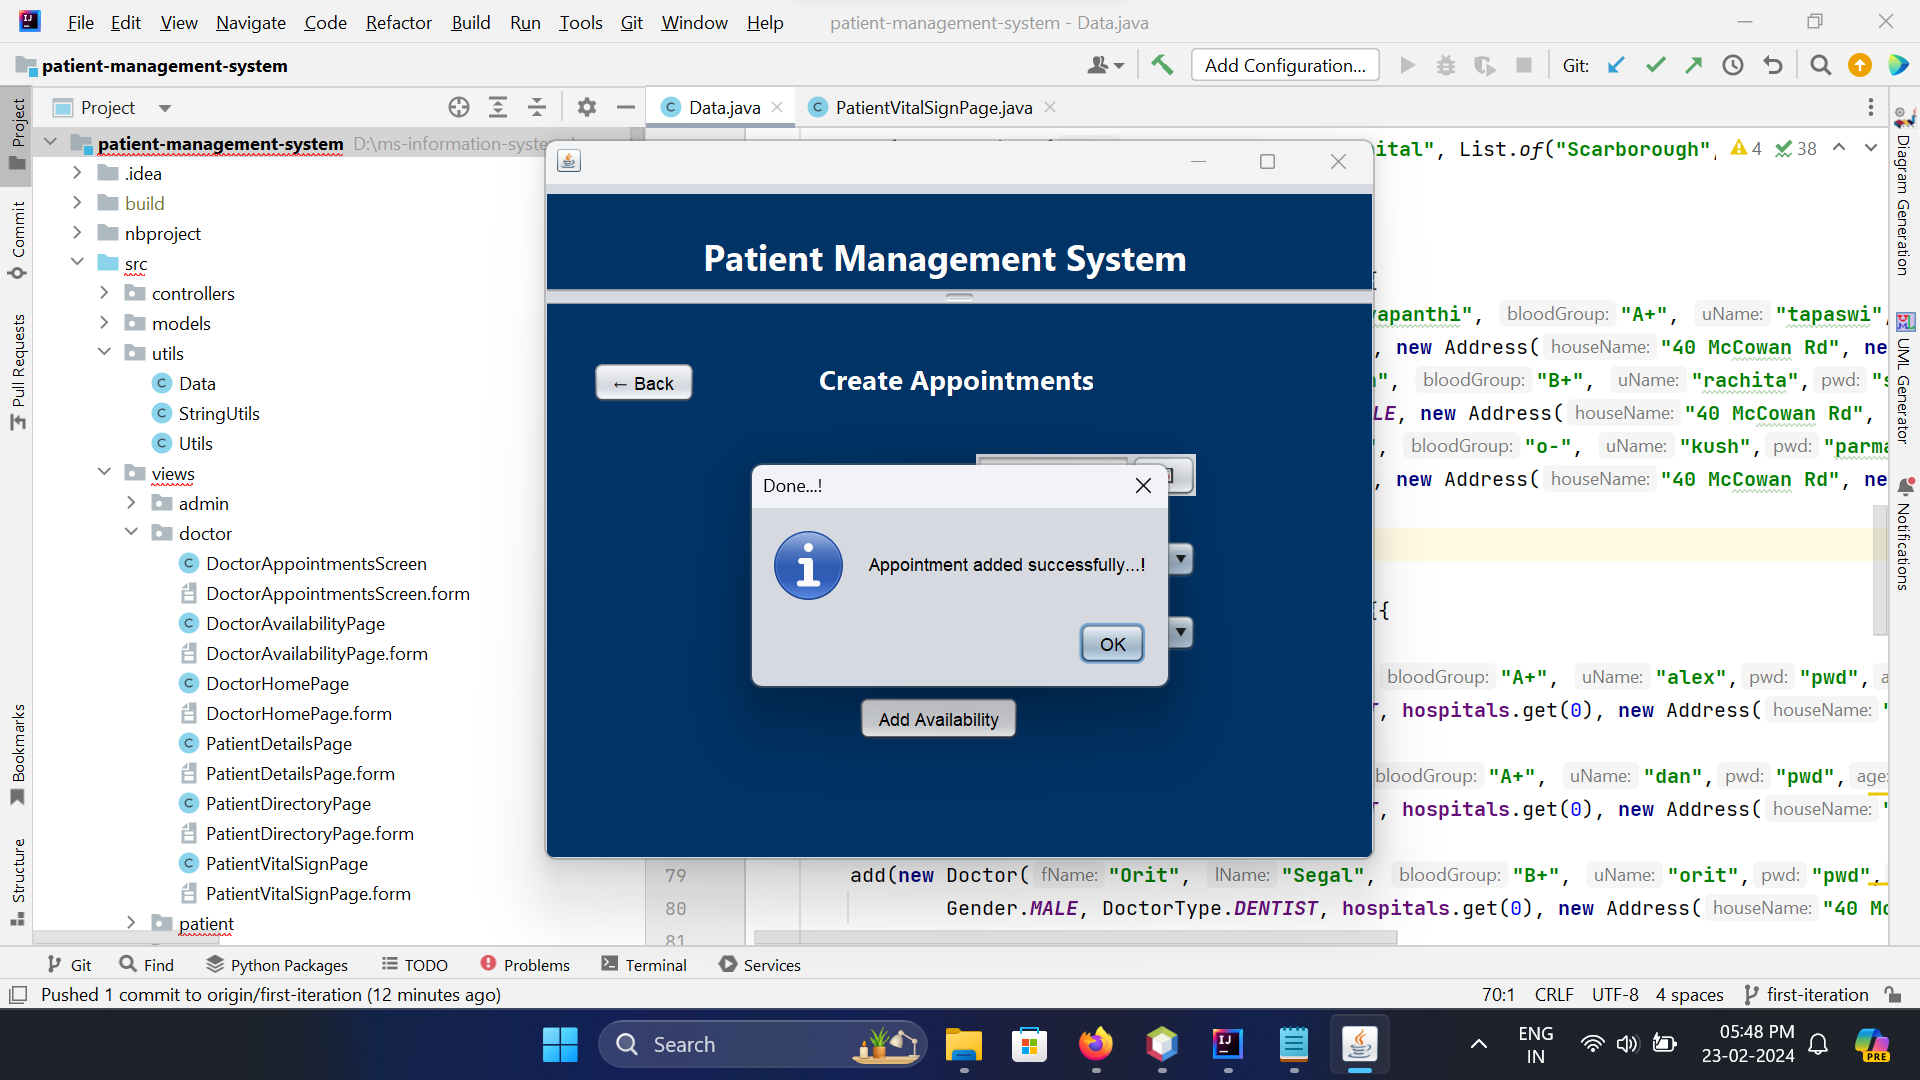 File Edit View Navigate Code Refactor Build Run Tools Git Window Help patient-management-system - Data.java
patient-management-system Add Configuration... Git:
Project Data.java PatientVitalSignPage.java
patient-management-system D:\ms-information-syste
.idea
build
nbproject
src
controllers
models
utils
Data
StringUtils
Utils
views
admin
doctor
DoctorAppointmentsScreen
DoctorAppointmentsScreen.form
DoctorAvailabilityPage
DoctorAvailabilityPage.form
DoctorHomePage
DoctorHomePage.form
PatientDetailsPage
PatientDetailsPage.form
PatientDirectoryPage
PatientDirectoryPage.form
PatientVitalSignPage
PatientVitalSignPage.form
patient
Project
Commit
Pull Requests
Bookmarks
Structure
Patient Management System
← Back Create Appointments
Done...!
Appointment added successfully...!
OK
Add Availability
ital", List.of("Scarborough", 4 38
{
yapanthi", bloodGroup: "A+", uName: "tapaswi",
, new Address( houseName: "40 McCowan Rd", ne
", bloodGroup: "B+", uName: "rachita", pwd: "s
LE, new Address( houseName: "40 McCowan Rd",
", bloodGroup: "o-", uName: "kush", pwd: "parma
, new Address( houseName: "40 McCowan Rd", ne
{{
bloodGroup: "A+", uName: "alex", pwd: "pwd", a
, hospitals.get(0), new Address( houseName: "
bloodGroup: "A+", uName: "dan", pwd: "pwd", age:
, hospitals.get(0), new Address( houseName: "
79 add(new Doctor( fName: "Orit", lName: "Segal", bloodGroup: "B+", uName: "orit", pwd: "pwd",
80 Gender.MALE, DoctorType.DENTIST, hospitals.get(0), new Address( houseName: "40 Mc
81
Diagram Generation
UML Generator
Notifications
Git Find Python Packages TODO Problems Terminal Services
Pushed 1 commit to origin/first-iteration (12 minutes ago) 70:1 CRLF UTF-8 4 spaces first-iteration
Search
ENG
IN
05:48 PM
23-02-2024
PRE